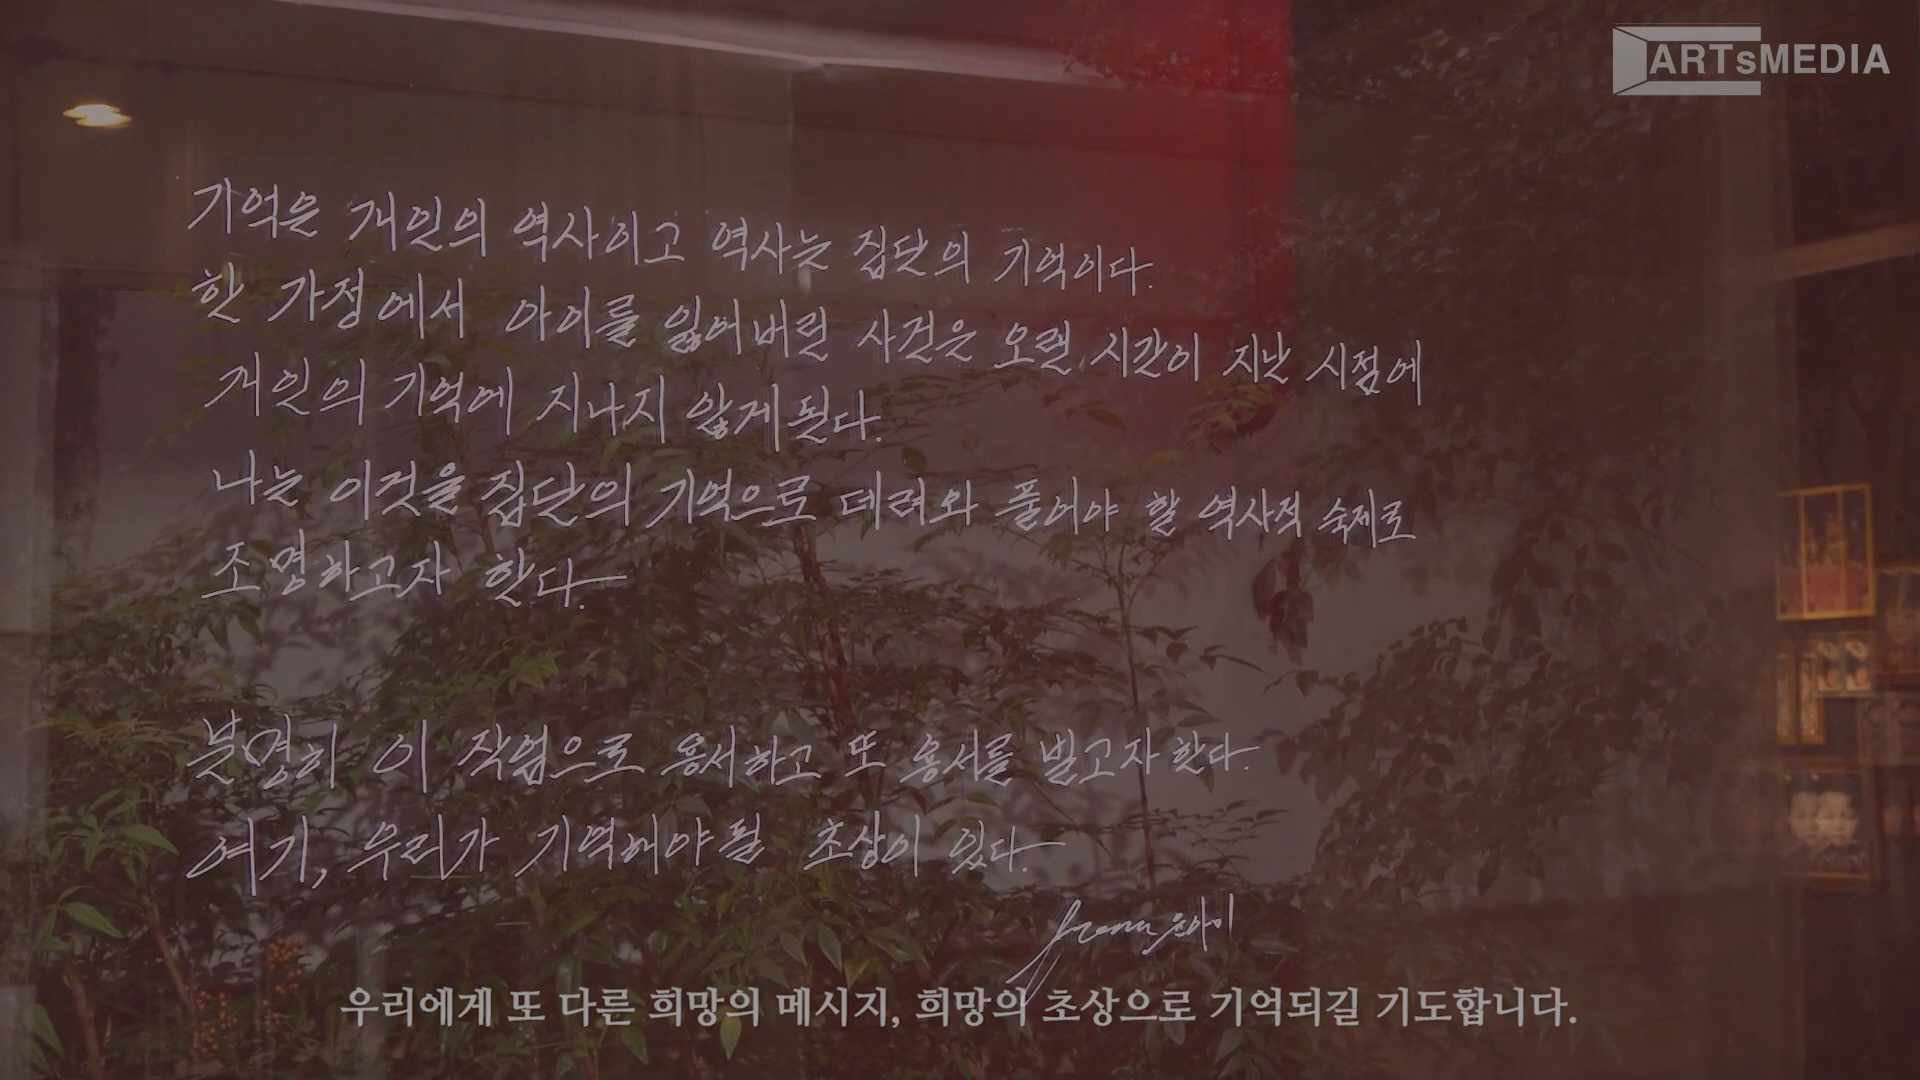 ARTsMEDIA
기억은 개인의 역사이고 역사는 집단의 기억이다.
한 가정에서 아이를 잃어버린 사건은 오랜 시간이 지난 시점에
개인의 기억에 지나지 않게 된다.
나는 이것을 집단의 기억으로 데려와 풀어야 할 역사적 숙제로
조명하고자 한다.
분명히 이 작업으로 용서하고 또 용서를 빌고자 한다.
여기, 우리가 기억해야 될 초상이 있다.
윤아미
우리에게 또 다른 희망의 메시지, 희망의 초상으로 기억되길 기도합니다.